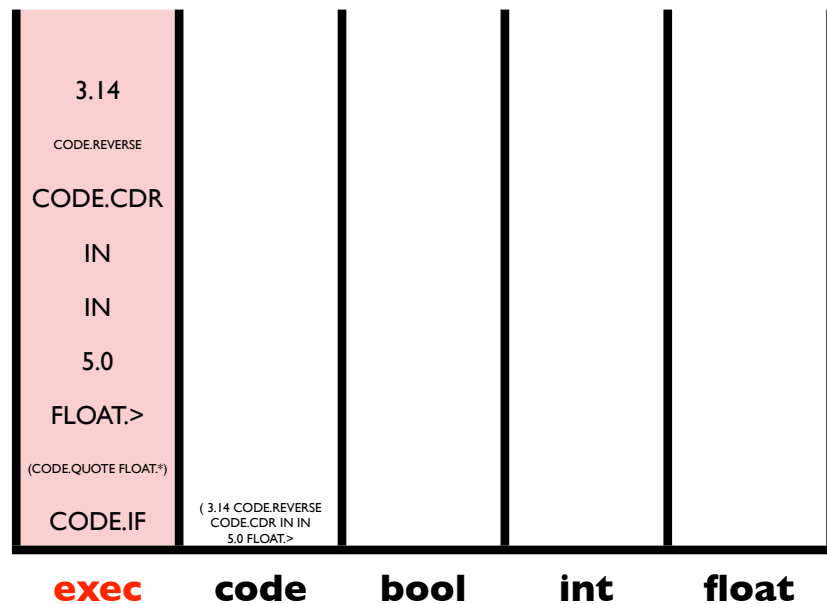 3.14
CODE.REVERSE
CODE.CDR
IN
IN
5.0
FLOAT.>
(CODE.QUOTE FLOAT.*)
CODE.IF
( 3.14 CODE.REVERSE
CODE.CDR IN IN
5.0 FLOAT.>
exec code bool int float